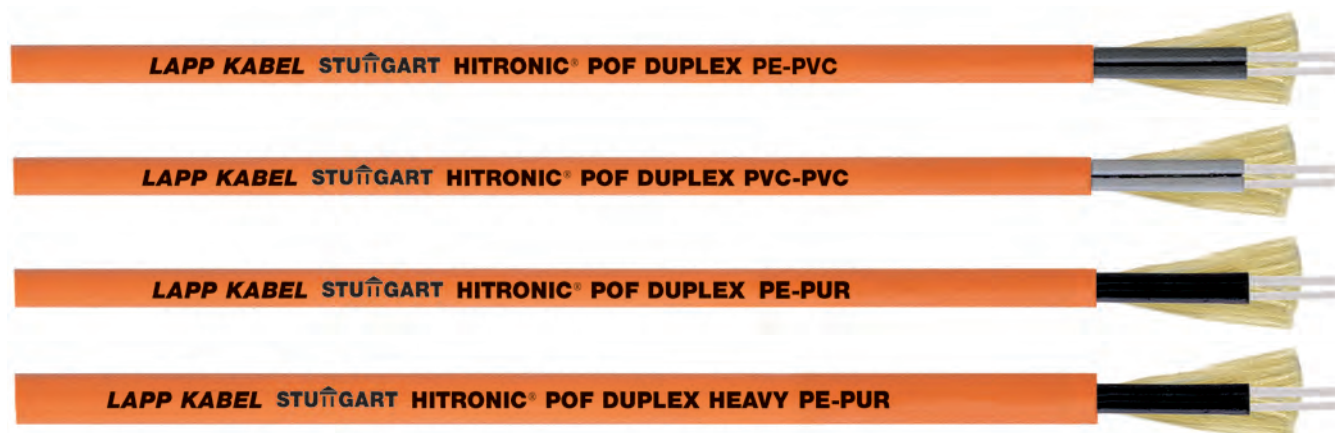 LAPP KABEL STUTTGART HITRONIC® POF DUPLEX PE-PVC
LAPP KABEL STUTTGART HITRONIC® POF DUPLEX PVC-PVC
LAPP KABEL STUTTGART HITRONIC® POF DUPLEX PE-PUR
LAPP KABEL STUTTGART HITRONIC® POF DUPLEX HEAVY PE-PUR